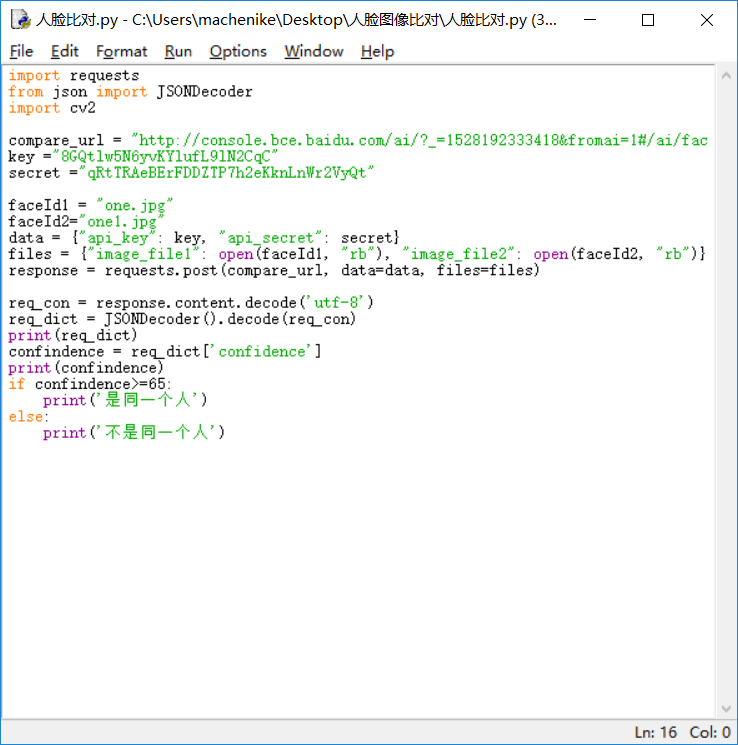 人脸比对.py - C:\Users\machenike\Desktop\人脸图像比对\人脸比对.py (3...
File Edit Format Run Options Window Help
import requests
from json import JSONDecoder
import cv2
compare_url = "http://console.bce.baidu.com/ai/?_=1528192333418&fromai=1#/ai/fac
key ="8GQtlw5N6yvKYlufL9lN2CqC"
secret ="qRtTRAeBErFDDZTP7h2eKknLnWr2VyQt"
faceId1 = "one.jpg"
faceId2="one1.jpg"
data = {"api_key": key, "api_secret": secret}
files = {"image_file1": open(faceId1, "rb"), "image_file2": open(faceId2, "rb")}
response = requests.post(compare_url, data=data, files=files)
req_con = response.content.decode('utf-8')
req_dict = JSONDecoder().decode(req_con)
print(req_dict)
confindence = req_dict['confidence']
print(confindence)
if confindence>=65:
    print('是同一个人')
else:
    print('不是同一个人')
Ln: 16 Col: 0